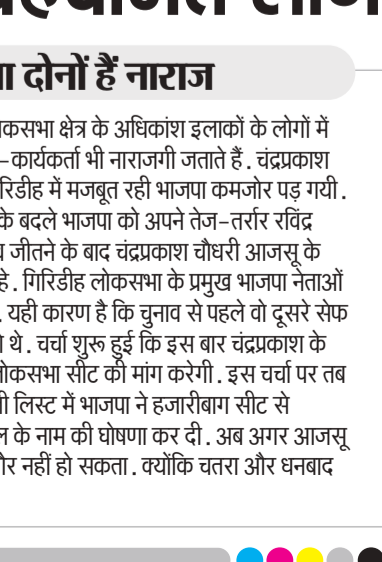 ा दोनों हैं नाराज
कसभा क्षेत्र के अधिकांश इलाकों के लोगों में
-कार्यकर्ता भी नाराजगी जताते हैं. चंद्रप्रकाश
रिडीह में मजबूत रही भाजपा कमजोर पड़ गयी.
के बदले भाजपा को अपने तेज-तर्रार रविंद्र
जीतने के बाद चंद्रप्रकाश चौधरी आजसू के
हे. गिरिडीह लोकसभा के प्रमुख भाजपा नेताओं
. यही कारण है कि चुनाव से पहले वो दूसरे सेफ
थे. चर्चा शुरू हुई कि इस बार चंद्रप्रकाश के
लोकसभा सीट की मांग करेगी. इस चर्चा पर तब
ी लिस्ट में भाजपा ने हजारीबाग सीट से
ल के नाम की घोषणा कर दी. अब अगर आजसू
र नहीं हो सकता. क्योंकि चतरा और धनबाद